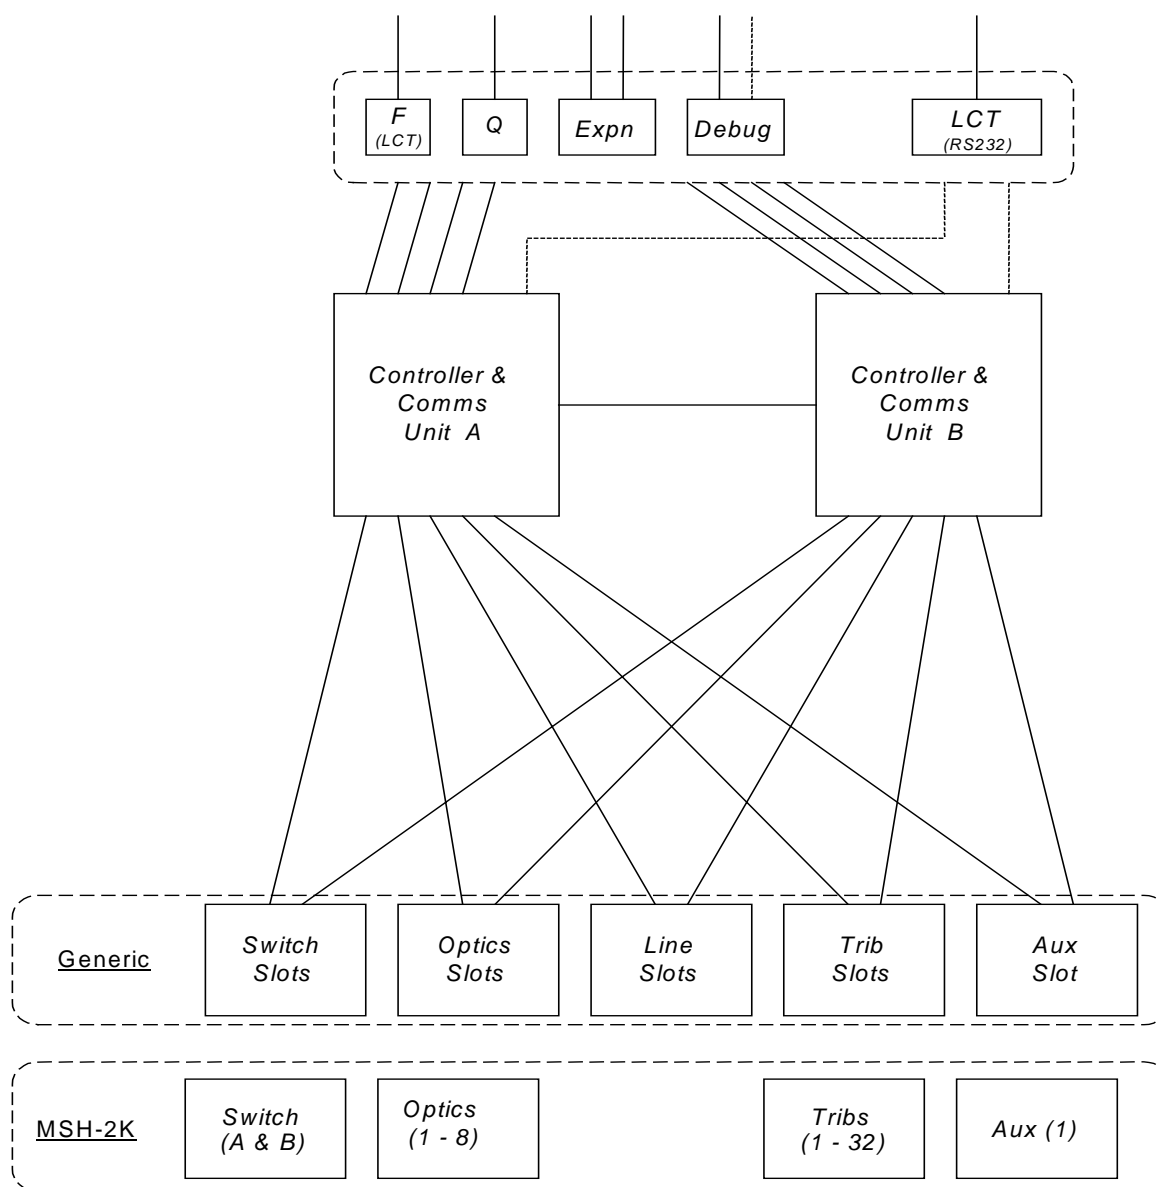 F
(LCT)
Q
Expn
Debug
LCT
(RS232)
Controller &
Comms
Unit A
Controller &
Comms
Unit B
Generic
Switch
Slots
Optics
Slots
Line
Slots
Trib
Slots
Aux
Slot
MSH-2K
Switch
(A & B)
Optics
(1 - 8)
Tribs
(1 - 32)
Aux (1)